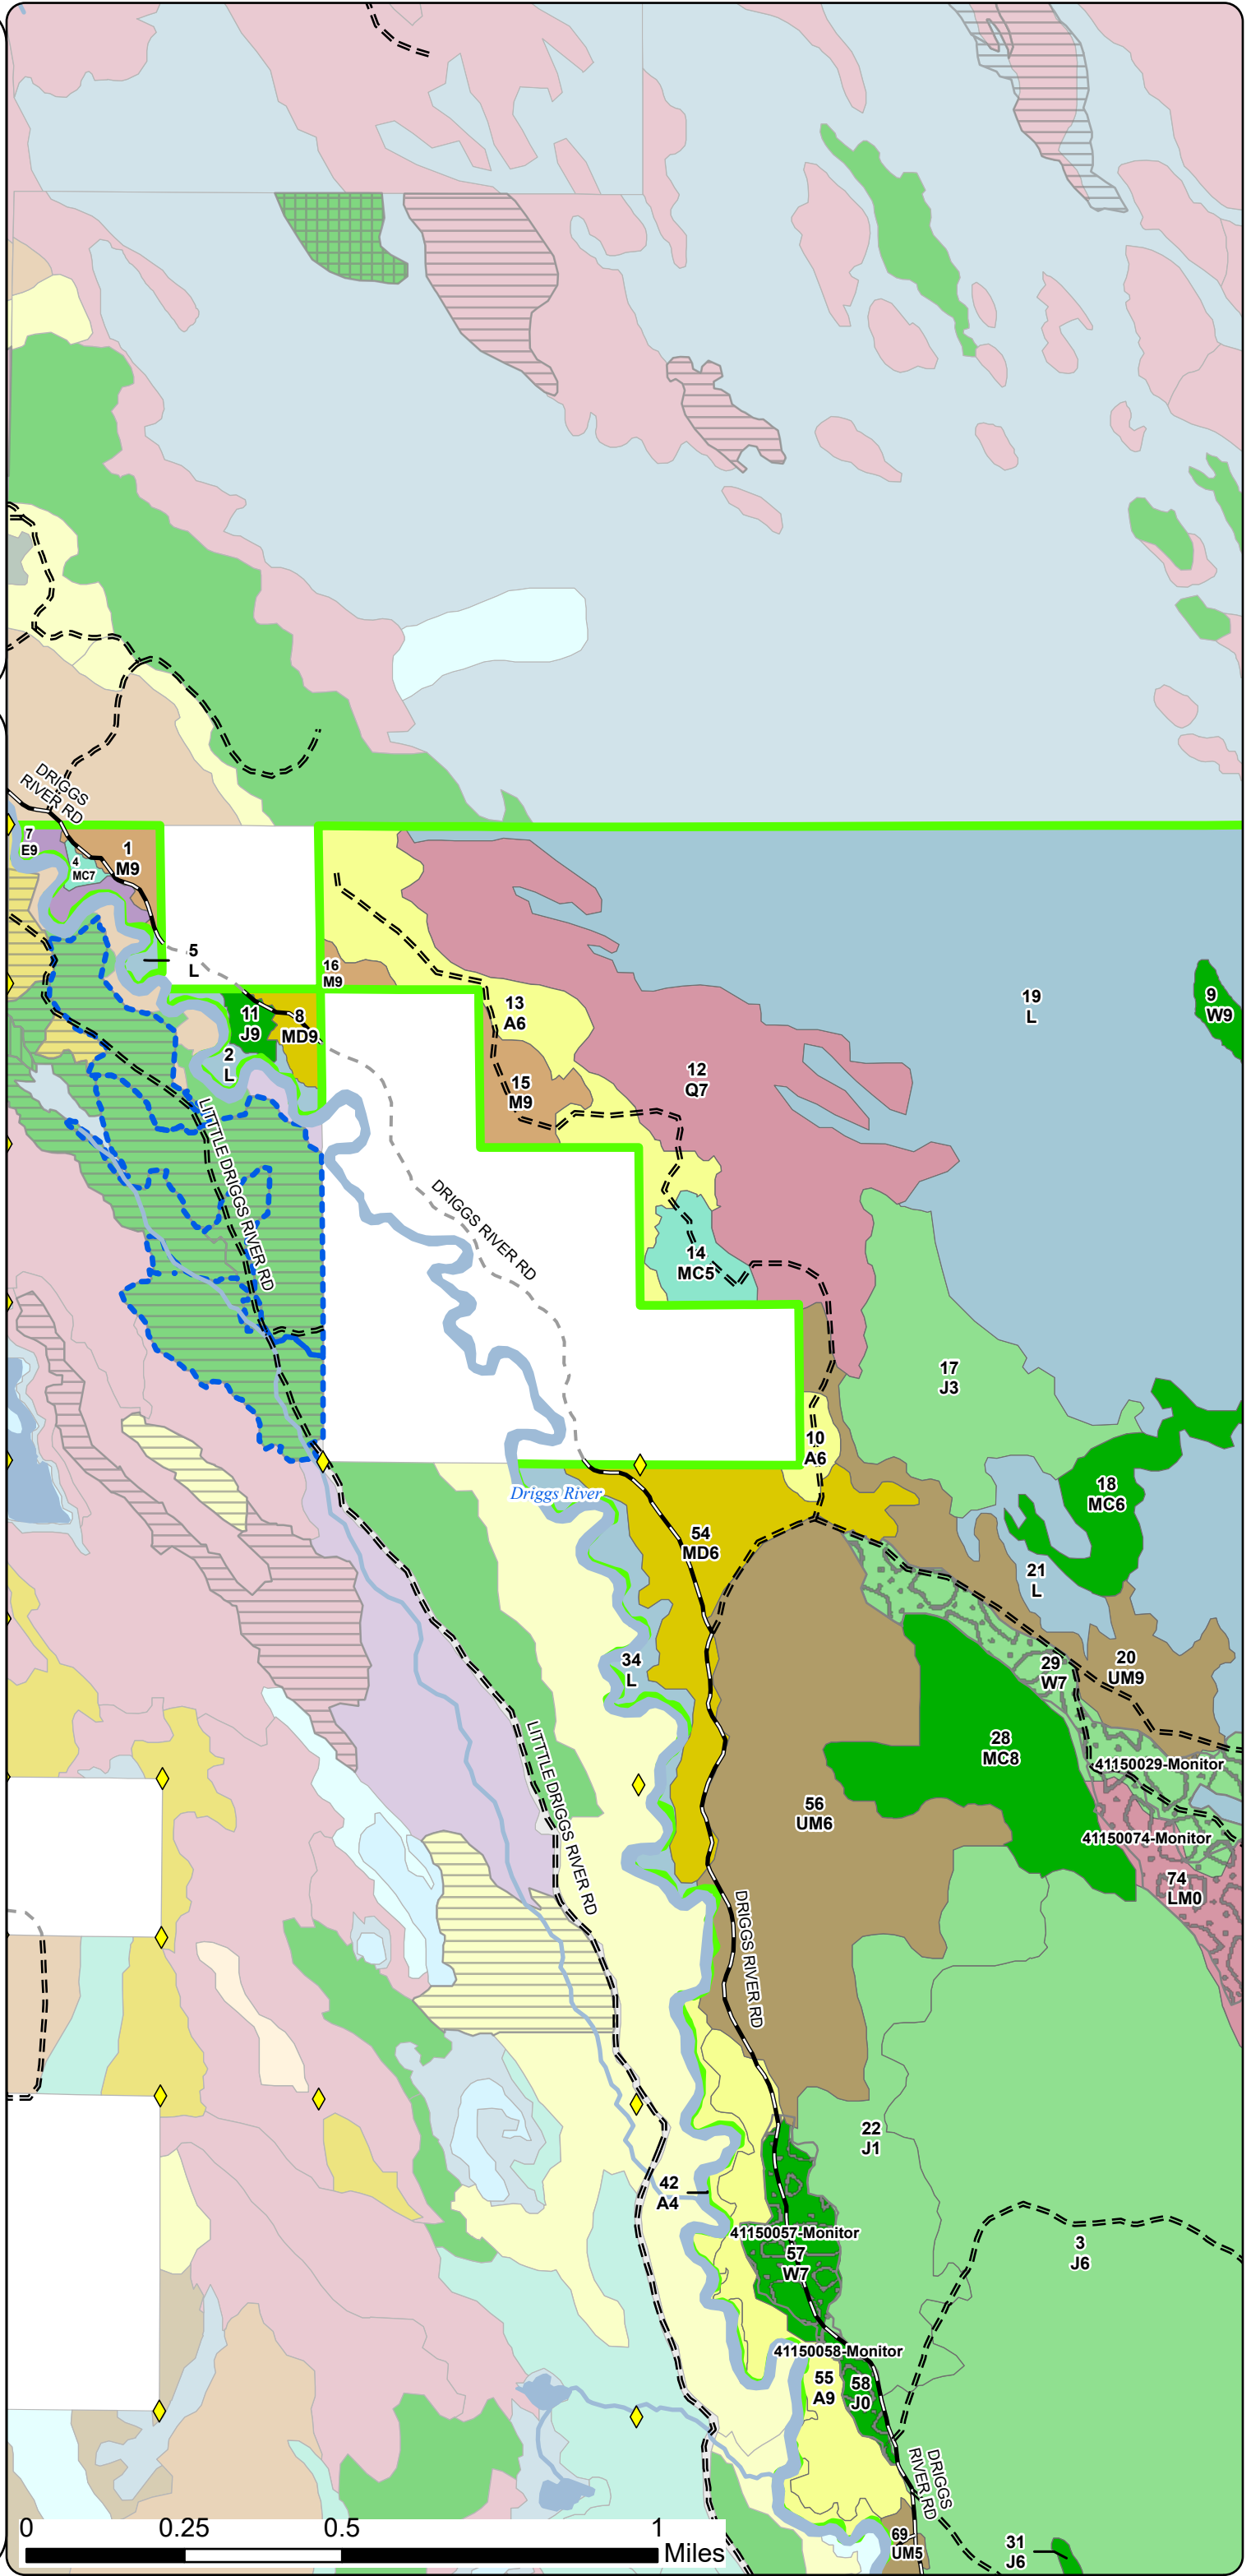 DRIGGS
RIVER RD
7
E9
4
MC7
1
M9
5
L
16
M9
11
J9
8
MD9
2
L
13
A6
15
M9
12
Q7
19
L
9
W9
LITTLE DRIGGS RIVER RD
DRIGGS RIVER RD
14
MC5
17
J3
10
A6
18
MC6
Driggs River
54
MD6
21
L
34
L
29
W7
20
UM9
28
MC8
41150029-Monitor
56
UM6
41150074-Monitor
74
LM0
LITTLE DRIGGS RIVER RD
DRIGGS RIVER RD
22
J1
42
A4
41150057-Monitor
57
W7
3
J6
41150058-Monitor
55
A9
58
J0
DRIGGS
RIVER RD
69
UM5
31
J6
0 0.25 0.5 1
Miles